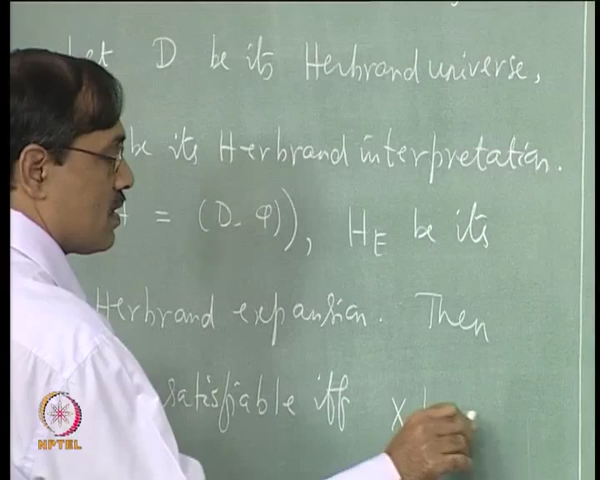 Let D be its Herbrand universe,
be its Herbrand interpretation.
= (D, φ)), H_E be its
Herbrand expansion. Then
satisfiable iff X
NPTEL